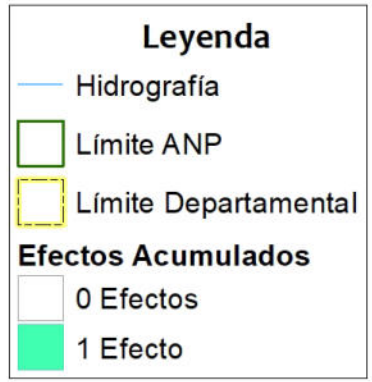 Leyenda
Hidrografía
Límite ANP
Límite Departamental
Efectos Acumulados
0 Efectos
1 Efecto